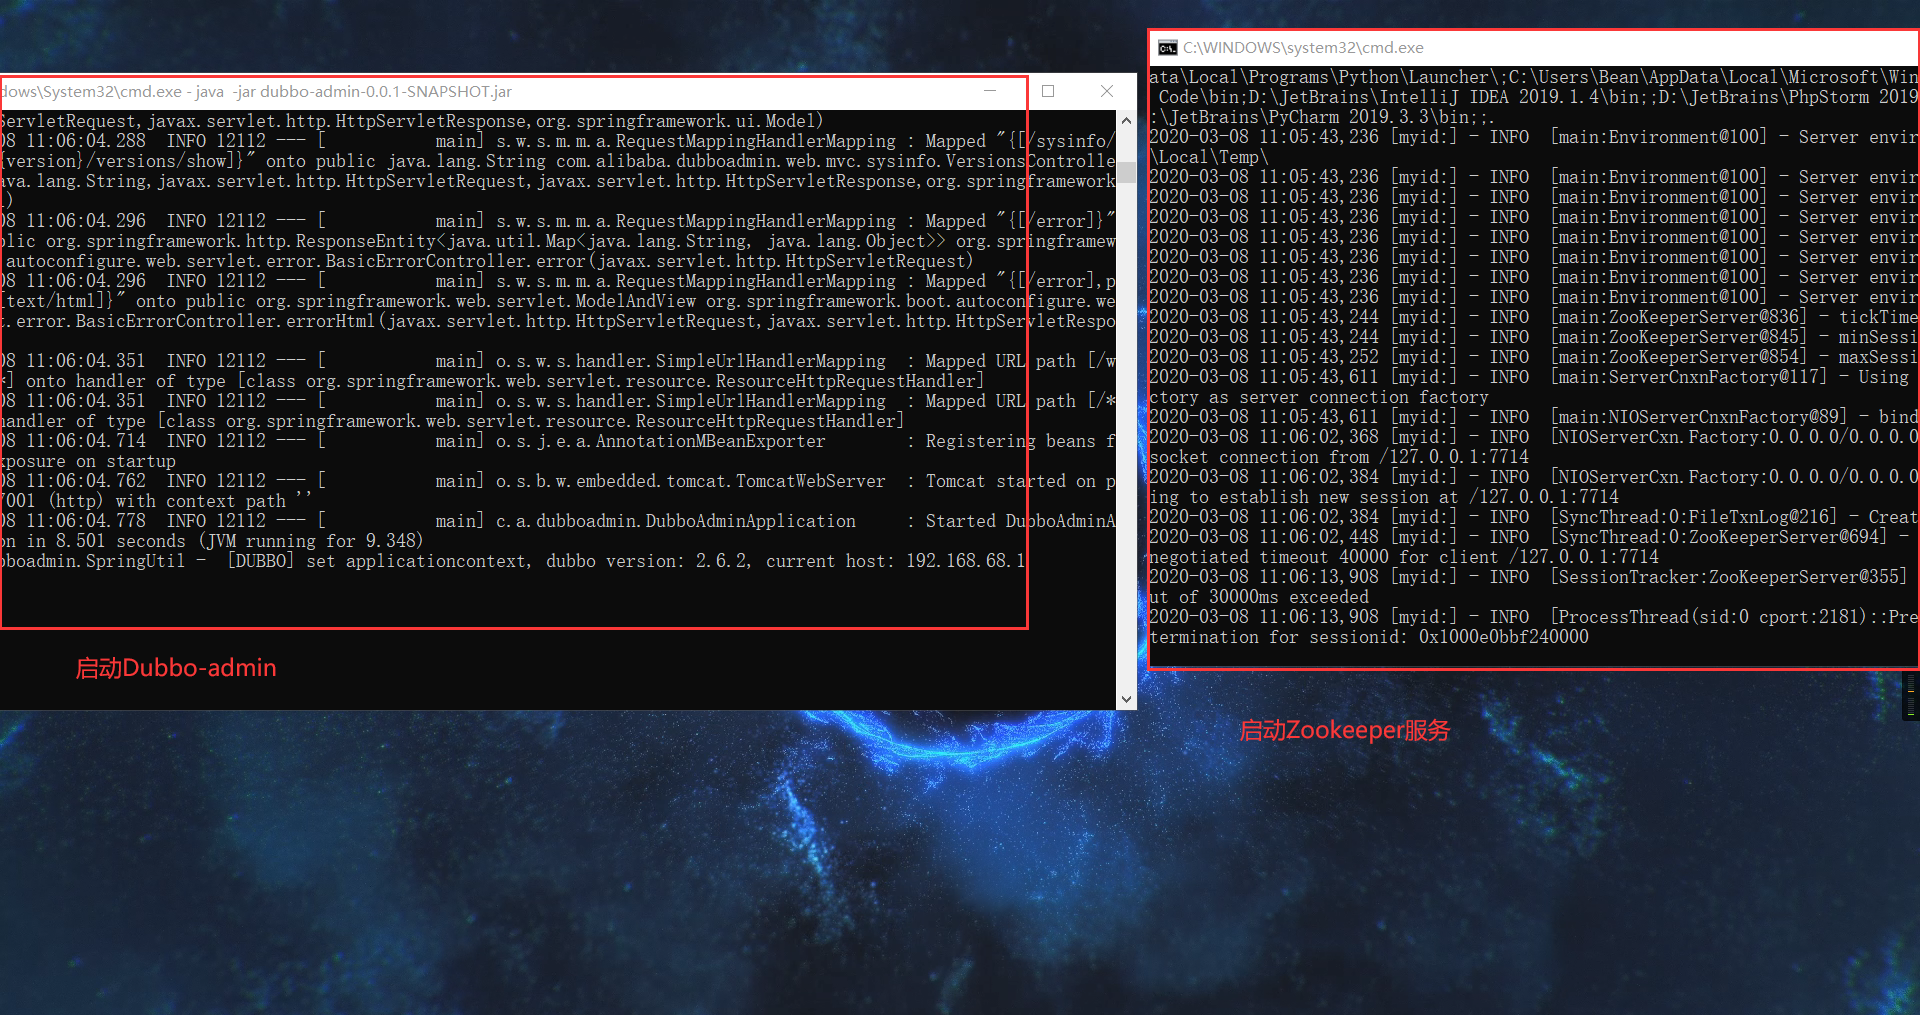 dows\System32\cmd.exe - java  -jar dubbo-admin-0.0.1-SNAPSHOT.jar
ServletRequest,javax.servlet.http.HttpServletResponse,org.springframework.ui.Model)
08 11:06:04.288  INFO 12112 --- [           main] s.w.s.m.m.a.RequestMappingHandlerMapping : Mapped "{[/sysinfo/
{version}/versions/show]}" onto public java.lang.String com.alibaba.dubboadmin.web.mvc.sysinfo.VersionsControlle
ava.lang.String,javax.servlet.http.HttpServletRequest,javax.servlet.http.HttpServletResponse,org.springframework
)
08 11:06:04.296  INFO 12112 --- [           main] s.w.s.m.m.a.RequestMappingHandlerMapping : Mapped "{[/error]}"
blic org.springframework.http.ResponseEntity<java.util.Map<java.lang.String, java.lang.Object>> org.springframew
.autoconfigure.web.servlet.error.BasicErrorController.error(javax.servlet.http.HttpServletRequest)
08 11:06:04.296  INFO 12112 --- [           main] s.w.s.m.m.a.RequestMappingHandlerMapping : Mapped "{[/error],p
[text/html]}" onto public org.springframework.web.servlet.ModelAndView org.springframework.boot.autoconfigure.we
t.error.BasicErrorController.errorHtml(javax.servlet.http.HttpServletRequest,javax.servlet.http.HttpServletRespo
08 11:06:04.351  INFO 12112 --- [           main] o.s.w.s.handler.SimpleUrlHandlerMapping  : Mapped URL path [/w
*] onto handler of type [class org.springframework.web.servlet.resource.ResourceHttpRequestHandler]
08 11:06:04.351  INFO 12112 --- [           main] o.s.w.s.handler.SimpleUrlHandlerMapping  : Mapped URL path [/*
handler of type [class org.springframework.web.servlet.resource.ResourceHttpRequestHandler]
08 11:06:04.714  INFO 12112 --- [           main] o.s.j.e.a.AnnotationMBeanExporter        : Registering beans f
xposure on startup
08 11:06:04.762  INFO 12112 --- [           main] o.s.b.w.embedded.tomcat.TomcatWebServer  : Tomcat started on p
7001 (http) with context path ''
08 11:06:04.778  INFO 12112 --- [           main] c.a.dubboadmin.DubboAdminApplication     : Started DubboAdminA
on in 8.501 seconds (JVM running for 9.348)
bboadmin.SpringUtil -  [DUBBO] set applicationcontext, dubbo version: 2.6.2, current host: 192.168.68.1
启动Dubbo-admin
C:\WINDOWS\system32\cmd.exe
ata\Local\Programs\Python\Launcher\;C:\Users\Bean\AppData\Local\Microsoft\Win
 Code\bin;D:\JetBrains\IntelliJ IDEA 2019.1.4\bin;;D:\JetBrains\PhpStorm 2019
:\JetBrains\PyCharm 2019.3.3\bin;;.
2020-03-08 11:05:43,236 [myid:] - INFO  [main:Environment@100] - Server envir
\Local\Temp\
2020-03-08 11:05:43,236 [myid:] - INFO  [main:Environment@100] - Server envir
2020-03-08 11:05:43,236 [myid:] - INFO  [main:Environment@100] - Server envir
2020-03-08 11:05:43,236 [myid:] - INFO  [main:Environment@100] - Server envir
2020-03-08 11:05:43,236 [myid:] - INFO  [main:Environment@100] - Server envir
2020-03-08 11:05:43,236 [myid:] - INFO  [main:Environment@100] - Server envir
2020-03-08 11:05:43,236 [myid:] - INFO  [main:Environment@100] - Server envir
2020-03-08 11:05:43,236 [myid:] - INFO  [main:Environment@100] - Server envir
2020-03-08 11:05:43,244 [myid:] - INFO  [main:ZooKeeperServer@836] - tickTime
2020-03-08 11:05:43,244 [myid:] - INFO  [main:ZooKeeperServer@845] - minSessi
2020-03-08 11:05:43,252 [myid:] - INFO  [main:ZooKeeperServer@854] - maxSessi
2020-03-08 11:05:43,611 [myid:] - INFO  [main:ServerCnxnFactory@117] - Using
ctory as server connection factory
2020-03-08 11:05:43,611 [myid:] - INFO  [main:NIOServerCnxnFactory@89] - bind
2020-03-08 11:06:02,368 [myid:] - INFO  [NIOServerCxn.Factory:0.0.0.0/0.0.0.0
socket connection from /127.0.0.1:7714
2020-03-08 11:06:02,384 [myid:] - INFO  [NIOServerCxn.Factory:0.0.0.0/0.0.0.0
ing to establish new session at /127.0.0.1:7714
2020-03-08 11:06:02,384 [myid:] - INFO  [SyncThread:0:FileTxnLog@216] - Creat
2020-03-08 11:06:02,448 [myid:] - INFO  [SyncThread:0:ZooKeeperServer@694] -
negotiated timeout 40000 for client /127.0.0.1:7714
2020-03-08 11:06:13,908 [myid:] - INFO  [SessionTracker:ZooKeeperServer@355]
ut of 30000ms exceeded
2020-03-08 11:06:13,908 [myid:] - INFO  [ProcessThread(sid:0 cport:2181)::Pre
termination for sessionid: 0x1000e0bbf240000
启动Zookeeper服务